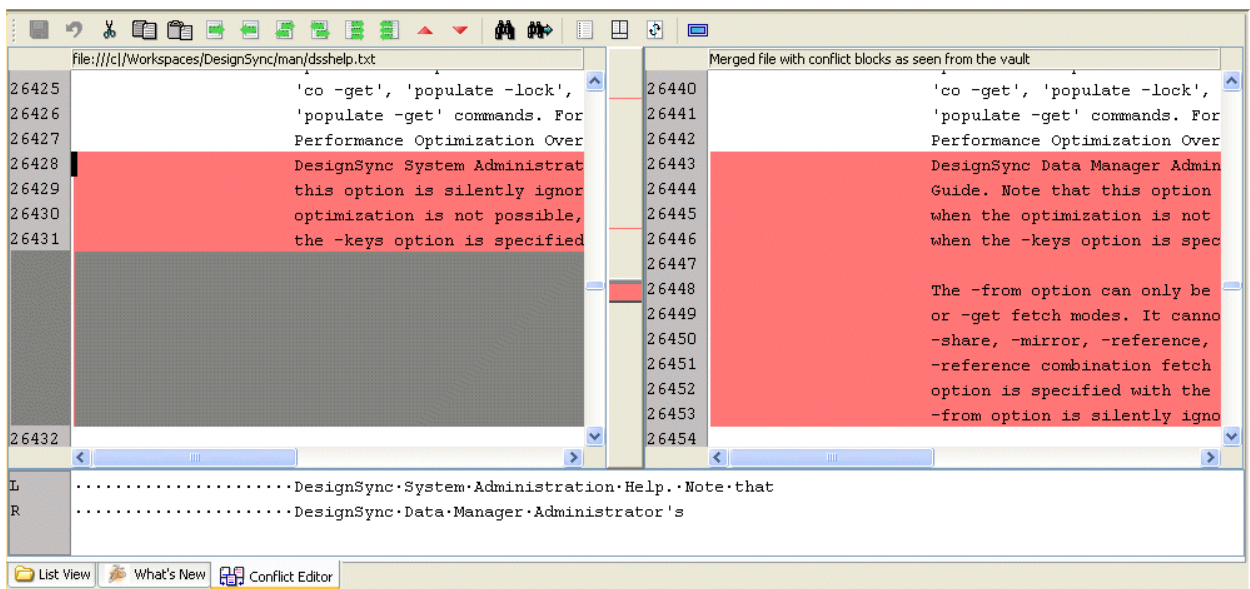 file:///c|/Workspaces/DesignSync/man/dsshelp.txt
26425 'co -get', 'populate -lock',
26426 'populate -get' commands. For
26427 Performance Optimization Over
26428 DesignSync System Administrat
26429 this option is silently ignor
26430 optimization is not possible,
26431 the -keys option is specified
26432
Merged file with conflict blocks as seen from the vault
26440 'co -get', 'populate -lock',
26441 'populate -get' commands. For
26442 Performance Optimization Over
26443 DesignSync Data Manager Admin
26444 Guide. Note that this option
26445 when the optimization is not
26446 when the -keys option is spec
26447
26448 The -from option can only be
26449 or -get fetch modes. It canno
26450 -share, -mirror, -reference,
26451 -reference combination fetch
26452 option is specified with the
26453 -from option is silently igno
26454
L ······················DesignSync·System·Administration·Help.·Note·that
R ······················DesignSync·Data·Manager·Administrator's
List View What's New Conflict Editor